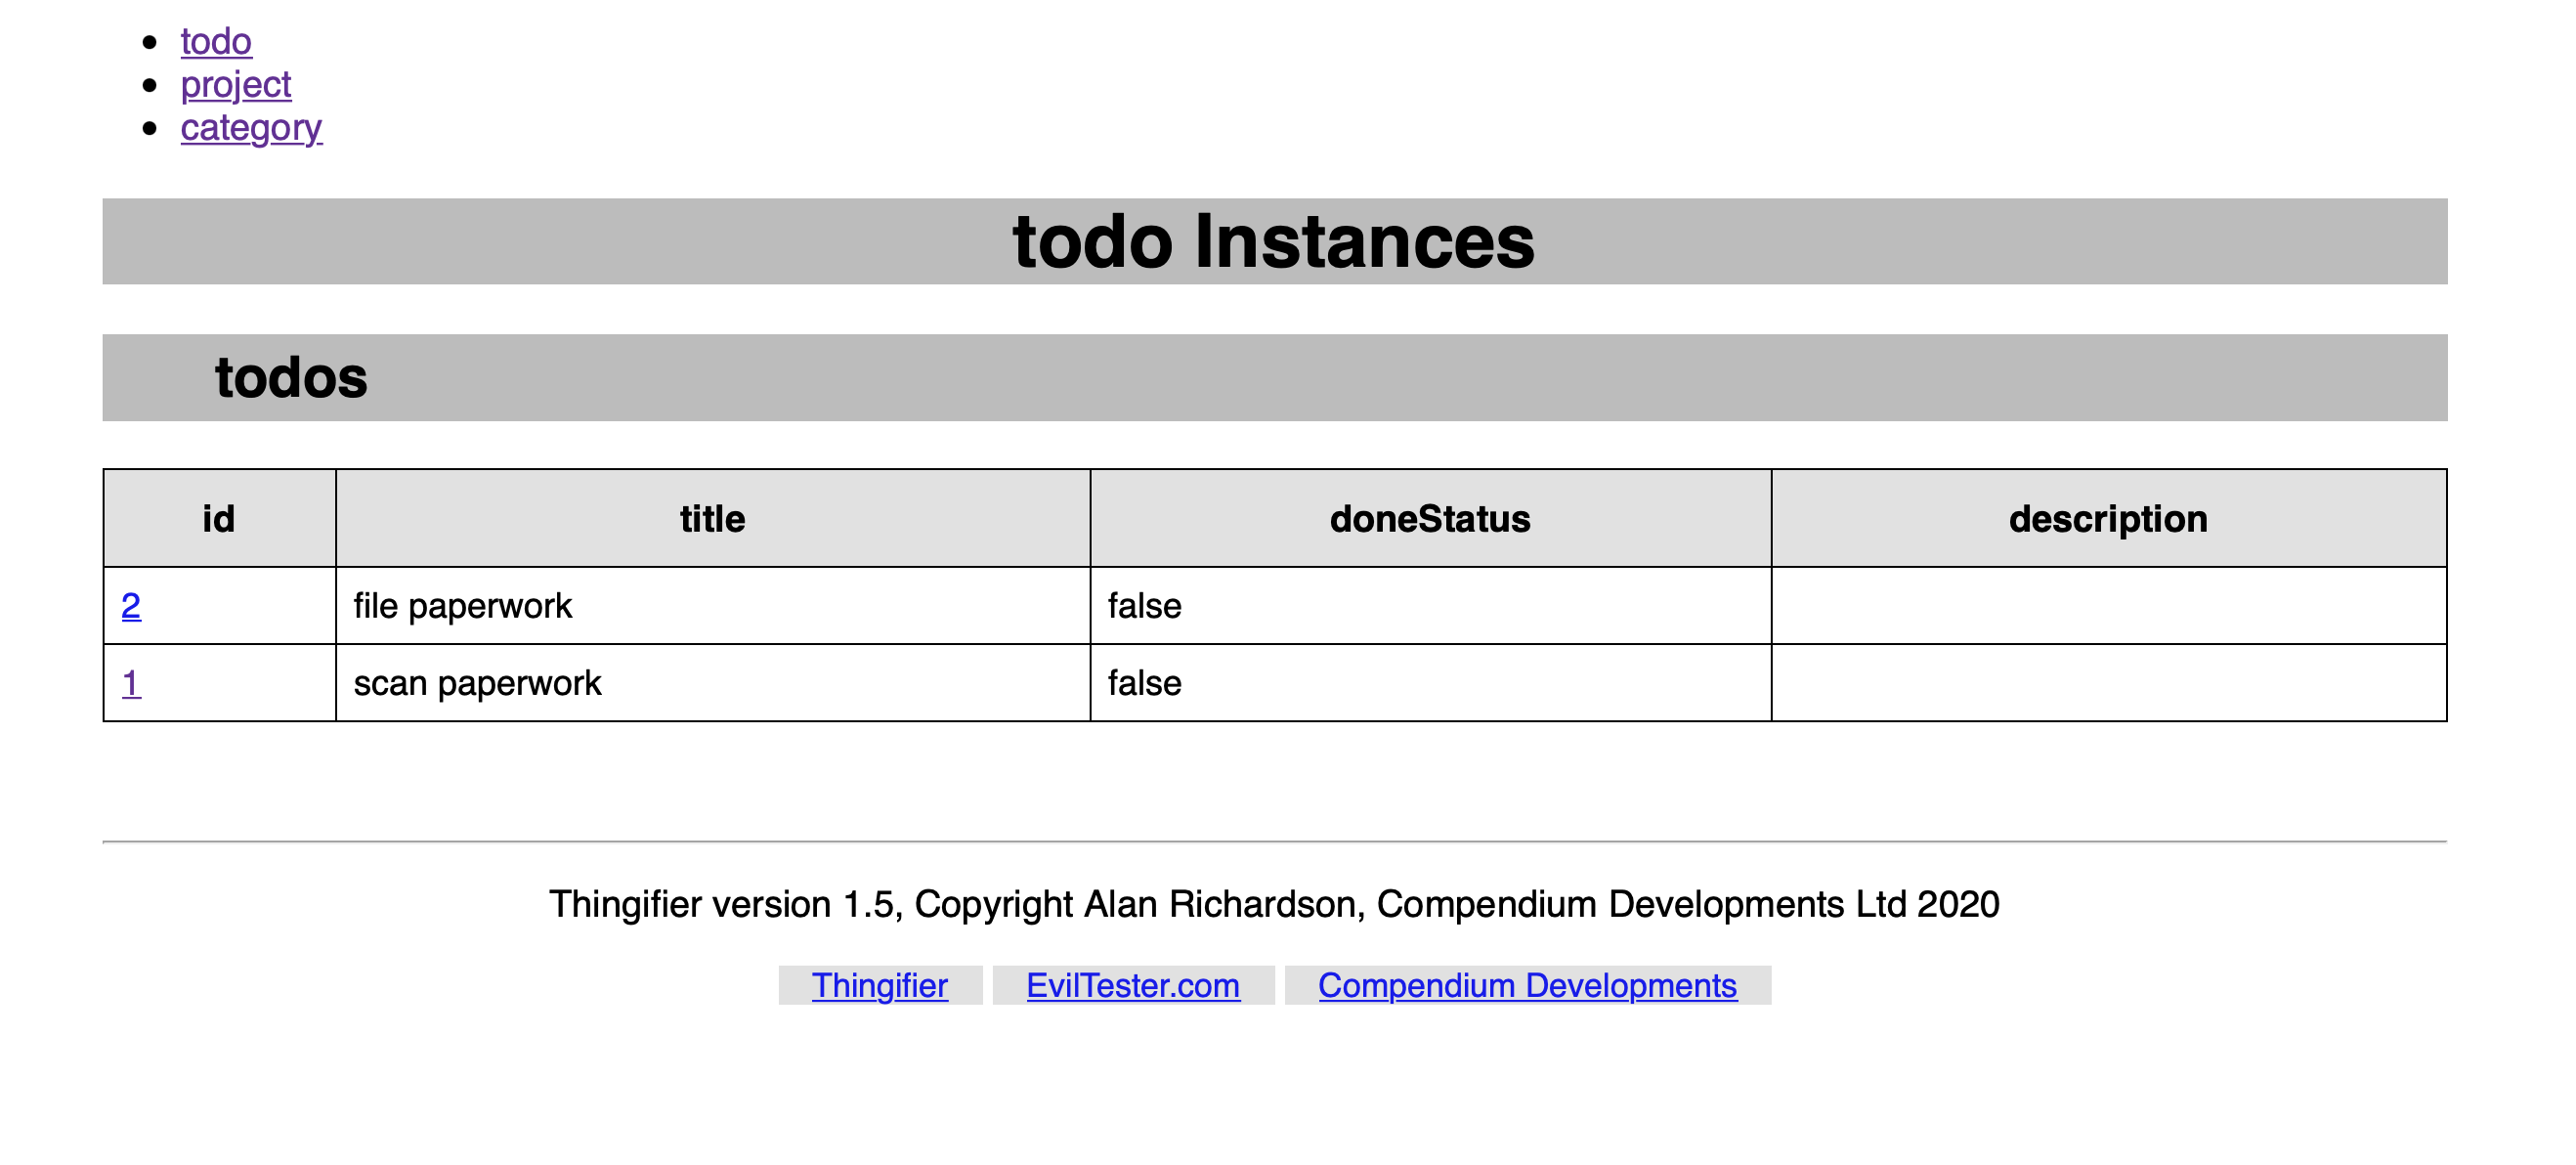 todo
project
category
todo Instances
todos
id title doneStatus description
2 file paperwork false
1 scan paperwork false
Thingifier version 1.5, Copyright Alan Richardson, Compendium Developments Ltd 2020
Thingifier EvilTester.com Compendium Developments